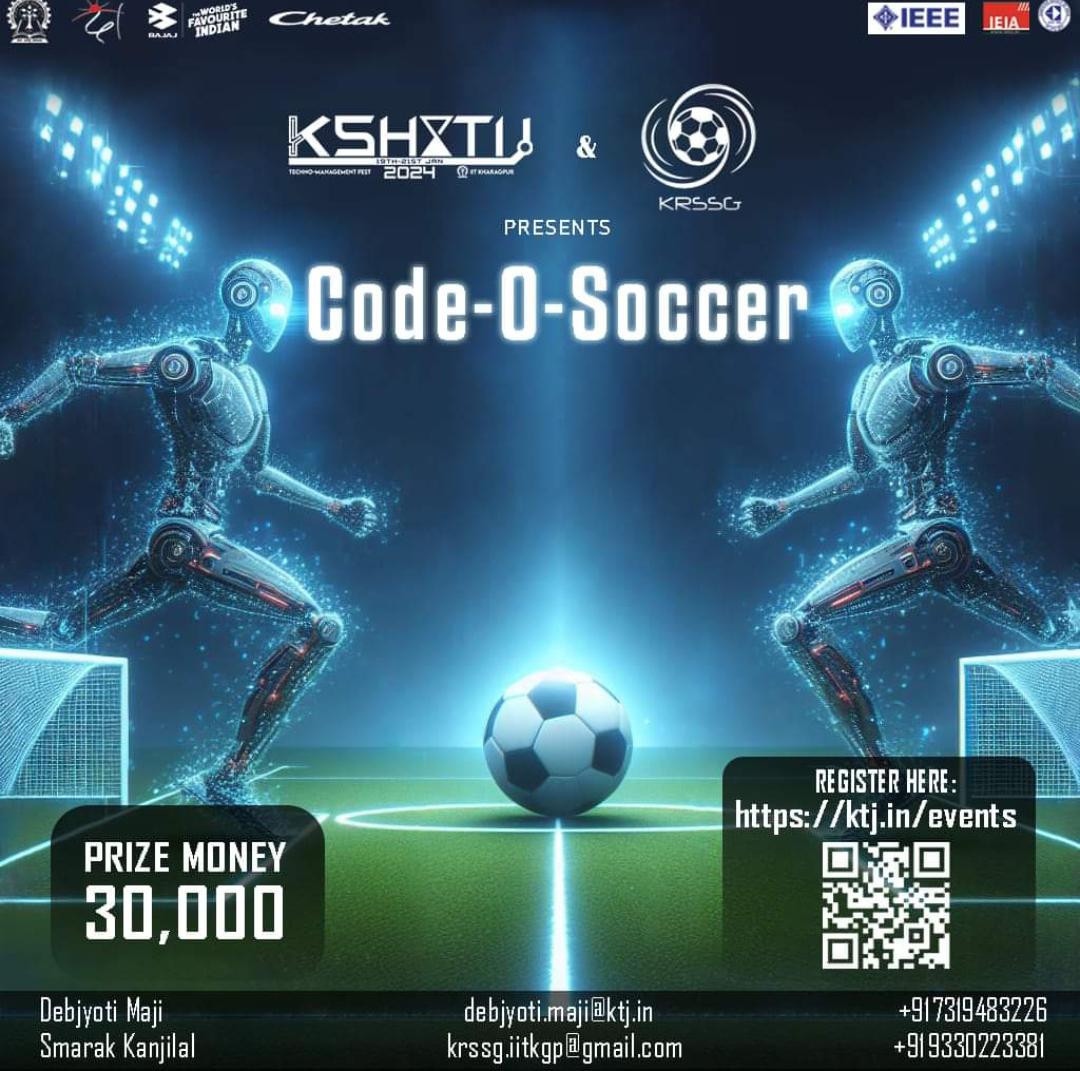 BAJAJ
THE WORLD'S
FAVOURITE
INDIAN
Chetak
IEEE
IEIA
KSHITIJ
19TH-21ST JAN
TECHNO-MANAGEMENT FEST 2024 IIT KHARAGPUR
&
KRSSG
PRESENTS
Code-O-Soccer
REGISTER HERE:
https://ktj.in/events
PRIZE MONEY
30,000
Debjyoti Maji debjyoti.maji@ktj.in +917319483226
Smarak Kanjilal krssg.iitkgp@gmail.com +919330223381